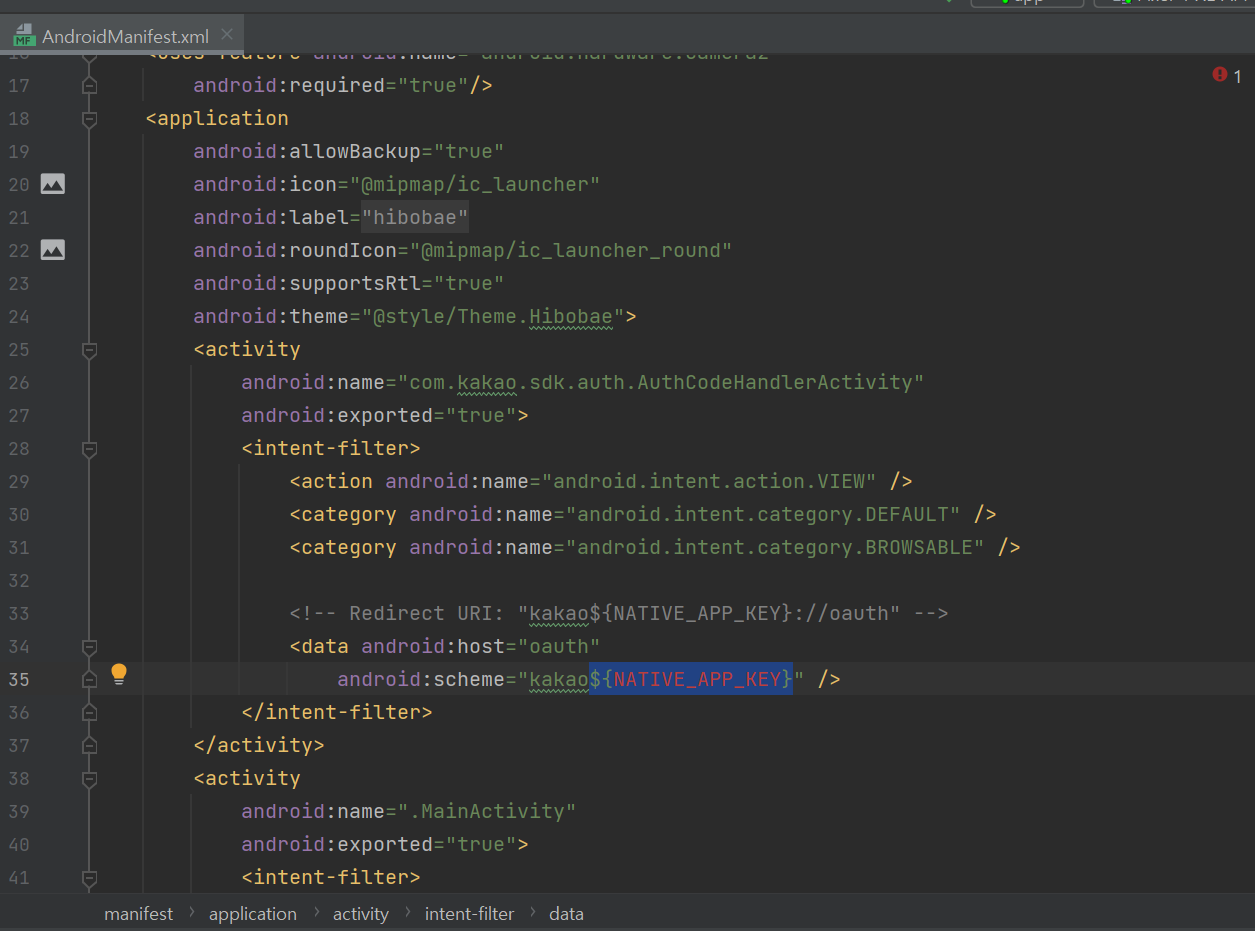 app
MF AndroidManifest.xml
1
17 android:required="true"/>
18 <application
19 android:allowBackup="true"
20 android:icon="@mipmap/ic_launcher"
21 android:label="hibobae"
22 android:roundIcon="@mipmap/ic_launcher_round"
23 android:supportsRtl="true"
24 android:theme="@style/Theme.Hibobae">
25 <activity
26 android:name="com.kakao.sdk.auth.AuthCodeHandlerActivity"
27 android:exported="true">
28 <intent-filter>
29 <action android:name="android.intent.action.VIEW" />
30 <category android:name="android.intent.category.DEFAULT" />
31 <category android:name="android.intent.category.BROWSABLE" />
32
33 <!-- Redirect URI: "kakao${NATIVE_APP_KEY}://oauth" -->
34 <data android:host="oauth"
35 android:scheme="kakao${NATIVE_APP_KEY}" />
36 </intent-filter>
37 </activity>
38 <activity
39 android:name=".MainActivity"
40 android:exported="true">
41 <intent-filter>
manifest › application › activity › intent-filter › data